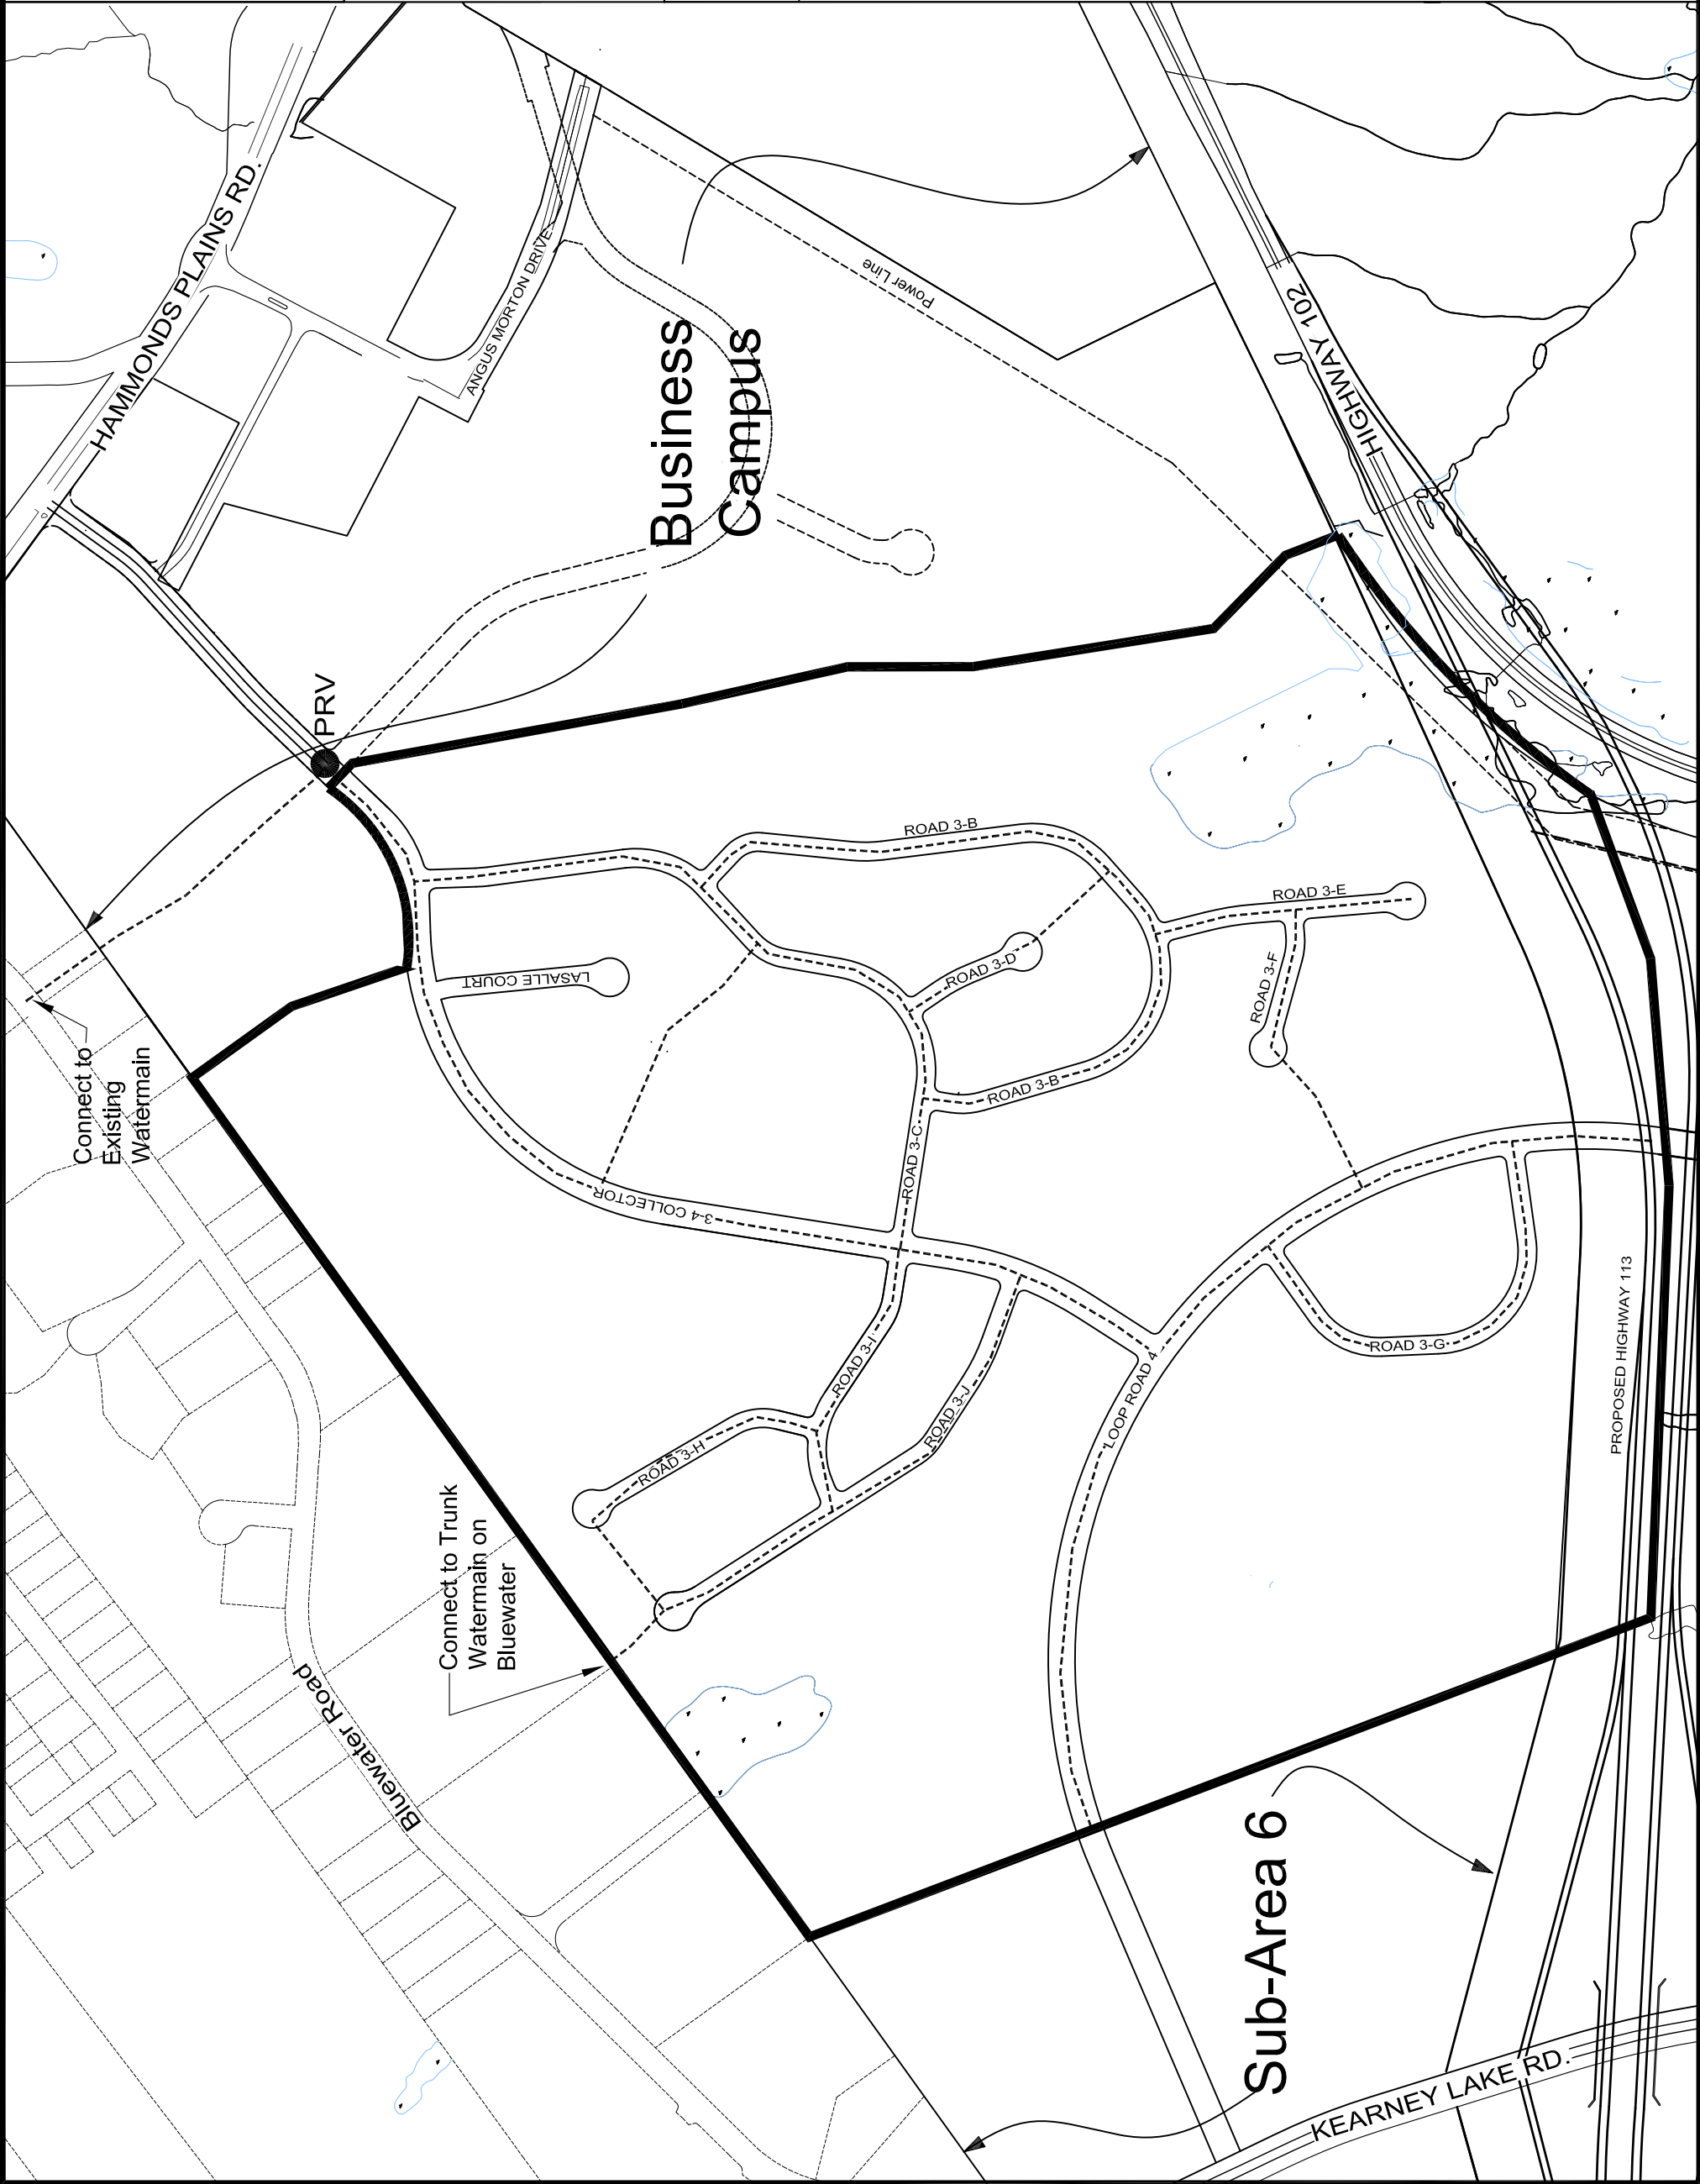 HAMMONDS PLAINS RD.
ANGUS MORTON DRIVE
Power Line
HIGHWAY 102
Business
Campus
PRV
ROAD 3-B
ROAD 3-E
LASALLE COURT
ROAD 3-D
ROAD 3-F
Connect to
Existing
Watermain
ROAD 3-B
ROAD 3-C
3-4 COLLECTOR
ROAD 3-I
ROAD 3-G
PROPOSED HIGHWAY 113
LOOP ROAD 4
ROAD 3-J
ROAD 3-H
Connect to Trunk
Watermain on
Bluewater
Bluewater Road
Sub-Area 6
KEARNEY LAKE RD.